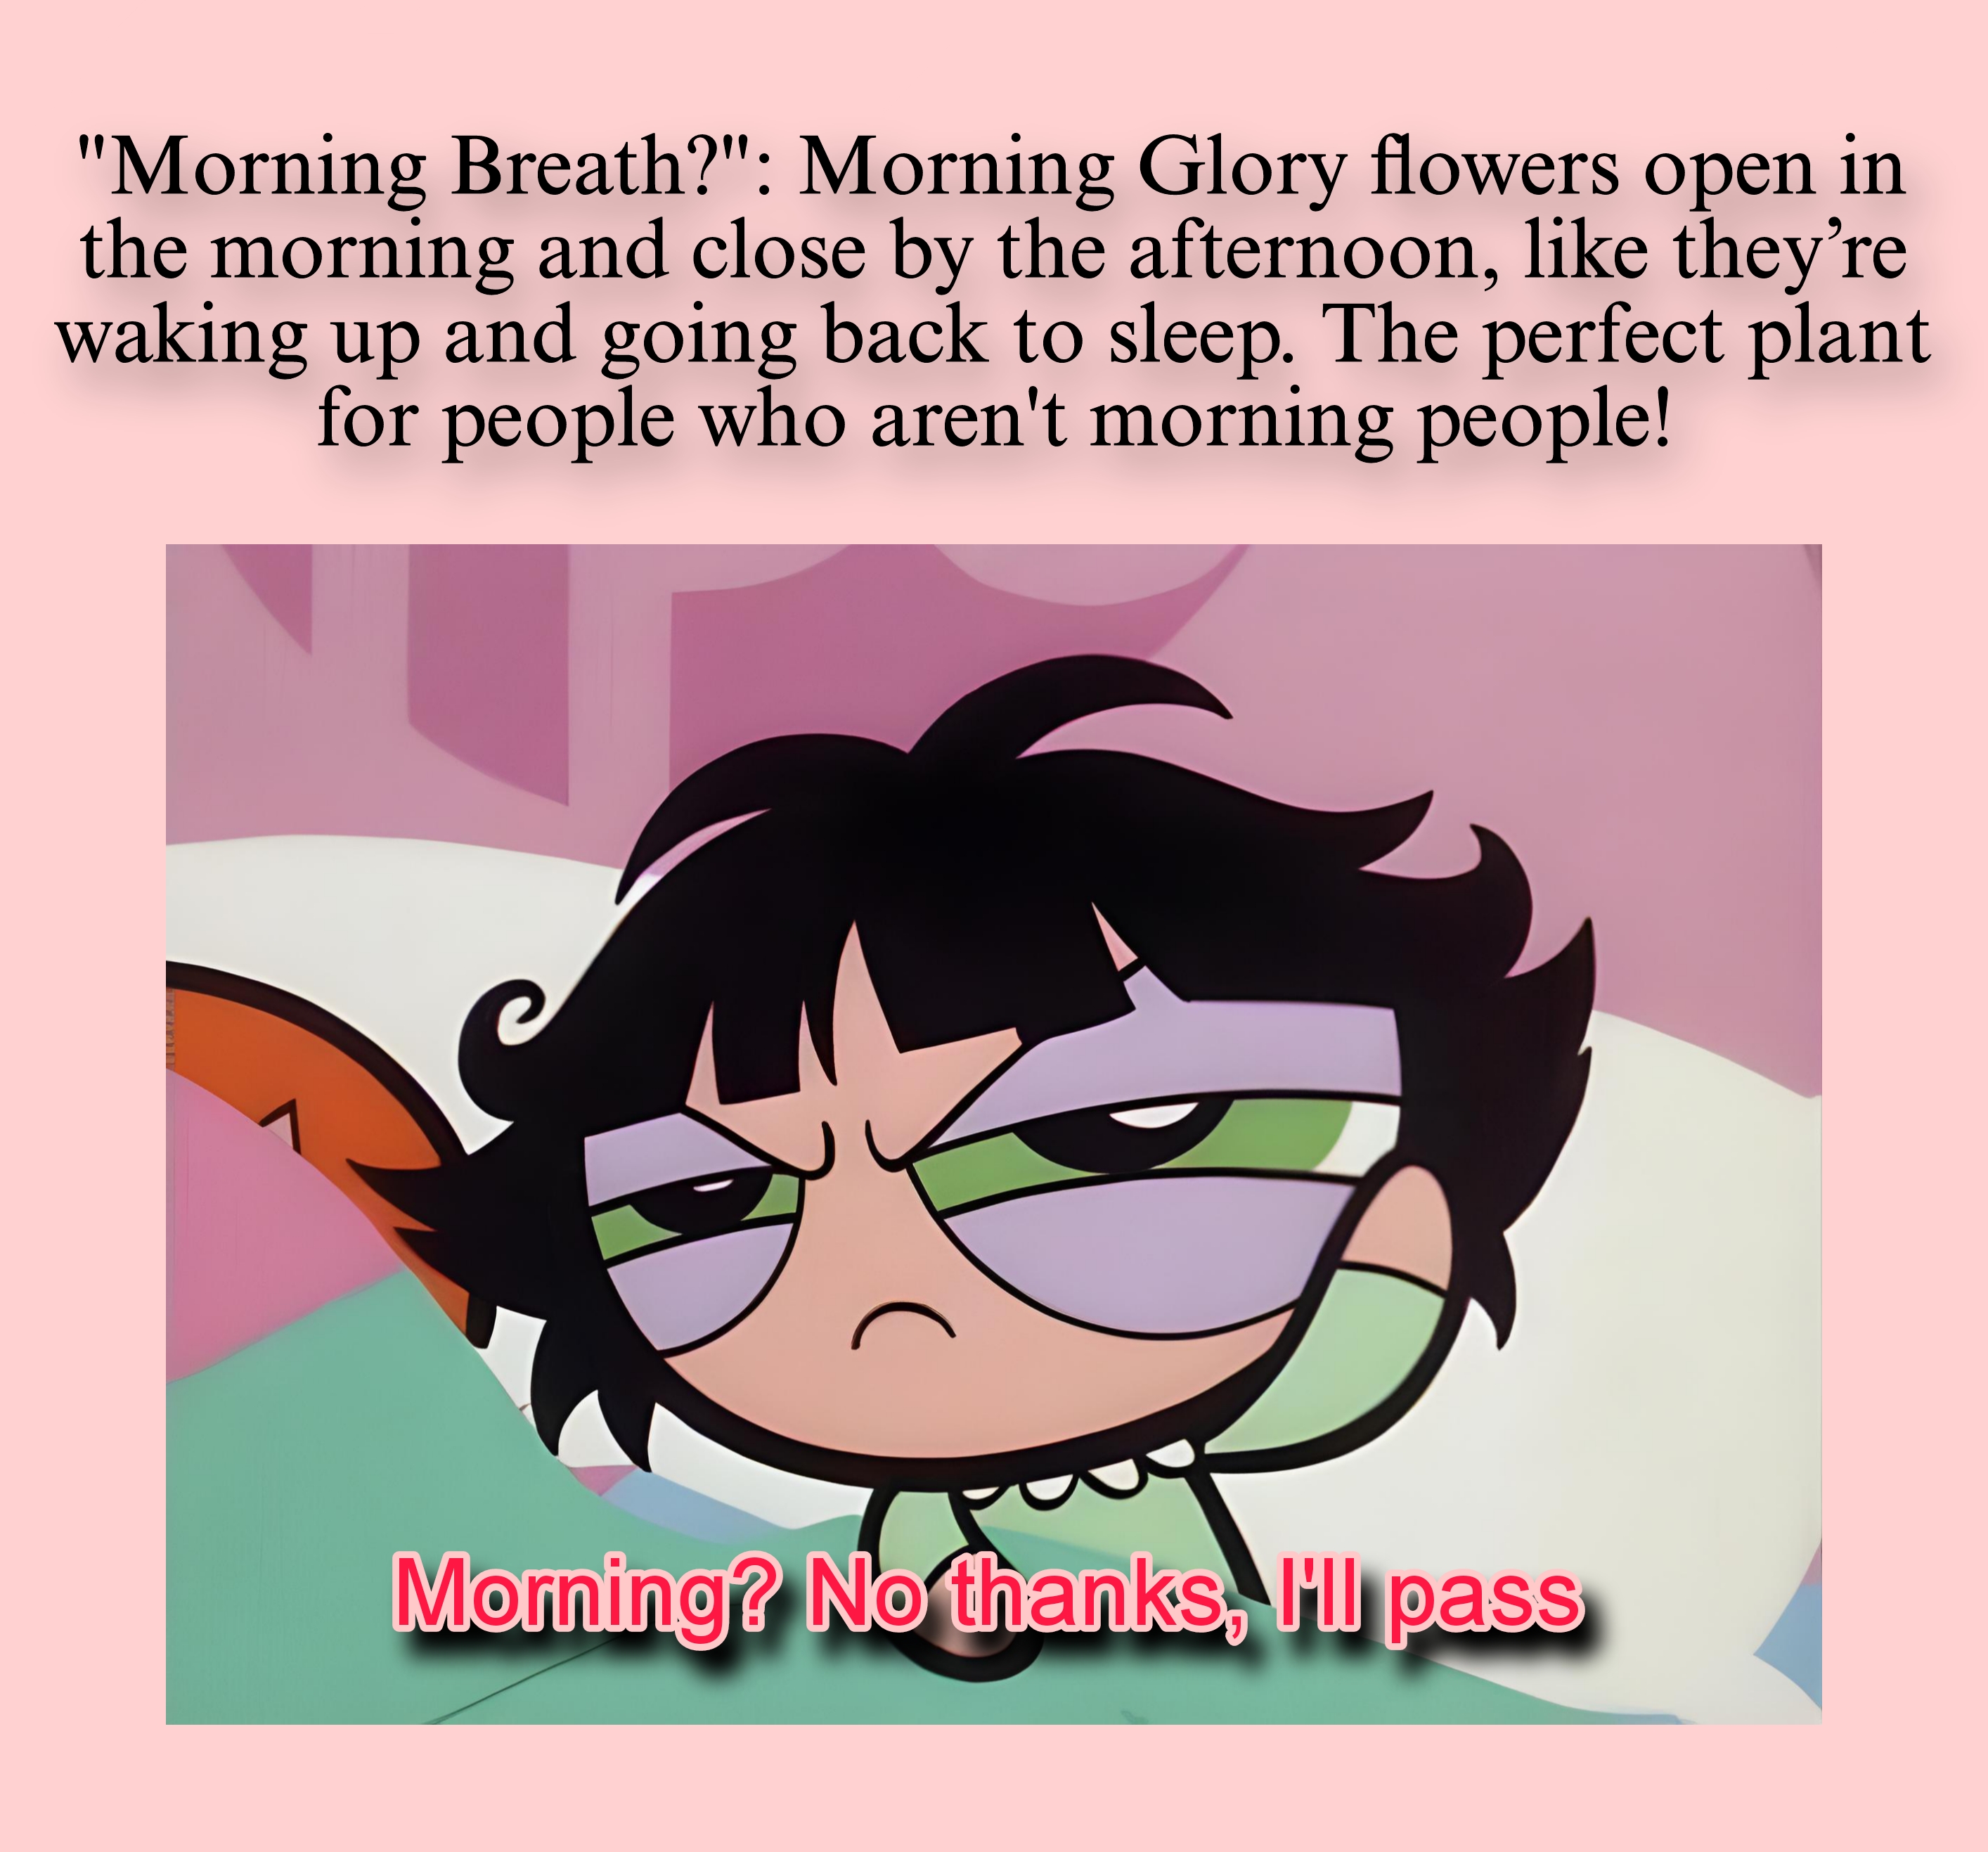 "Morning Breath?": Morning Glory flowers open in
the morning and close by the afternoon, like they’re
waking up and going back to sleep. The perfect plant
for people who aren't morning people!
Morning? No thanks, I'll pass